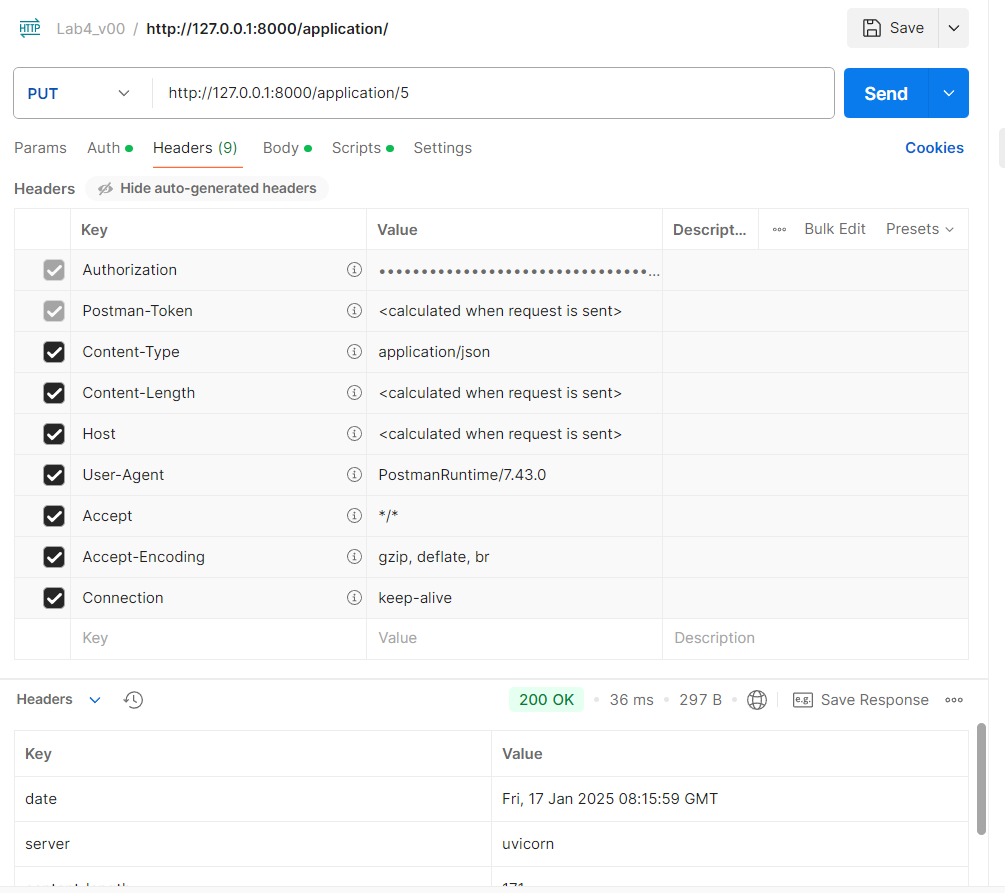 HTTP Lab4_v00 / http://127.0.0.1:8000/application/ Save
PUT http://127.0.0.1:8000/application/5 Send
Params Auth Headers (9) Body Scripts Settings Cookies
Headers Hide auto-generated headers
Key Value Descript... Bulk Edit Presets
Authorization ••••••••••••••••••••••••••••••••...
Postman-Token <calculated when request is sent>
Content-Type application/json
Content-Length <calculated when request is sent>
Host <calculated when request is sent>
User-Agent PostmanRuntime/7.43.0
Accept */*
Accept-Encoding gzip, deflate, br
Connection keep-alive
Key Value Description
Headers 200 OK • 36 ms • 297 B • e.g. Save Response
Key Value
date Fri, 17 Jan 2025 08:15:59 GMT
server uvicorn